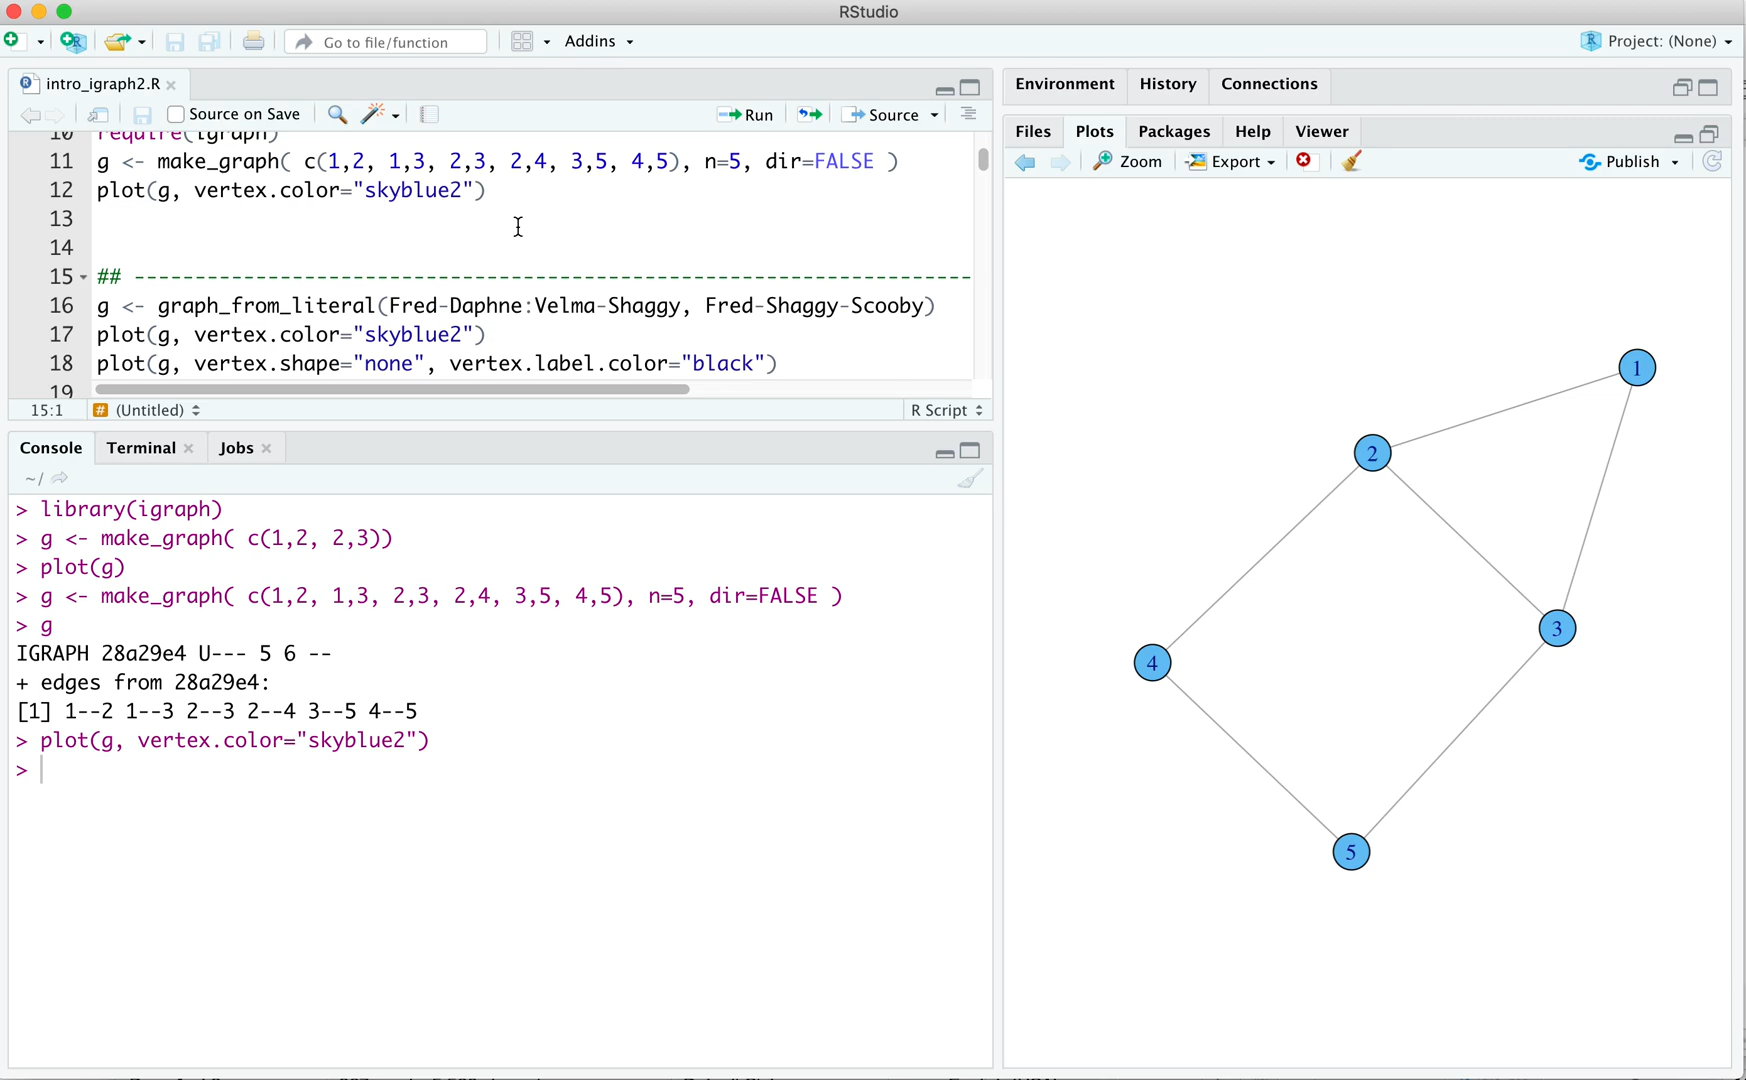 RStudio
Go to file/function
Addins
Project: (None)
intro_igraph2.R
Source on Save
Run
Source
10 require(igraph)
11 g <- make_graph( c(1,2, 1,3, 2,3, 2,4, 3,5, 4,5), n=5, dir=FALSE )
12 plot(g, vertex.color="skyblue2")
13
14
15 ## ---------------------------------------------------------------------
16 g <- graph_from_literal(Fred-Daphne:Velma-Shaggy, Fred-Shaggy-Scooby)
17 plot(g, vertex.color="skyblue2")
18 plot(g, vertex.shape="none", vertex.label.color="black")
19
15:1 # (Untitled) R Script
Console Terminal Jobs
~/
> library(igraph)
> g <- make_graph( c(1,2, 2,3))
> plot(g)
> g <- make_graph( c(1,2, 1,3, 2,3, 2,4, 3,5, 4,5), n=5, dir=FALSE )
> g
IGRAPH 28a29e4 U--- 5 6 --
+ edges from 28a29e4:
[1] 1--2 1--3 2--3 2--4 3--5 4--5
> plot(g, vertex.color="skyblue2")
>
Environment History Connections
Files Plots Packages Help Viewer
Zoom Export Publish
1
2
3
4
5